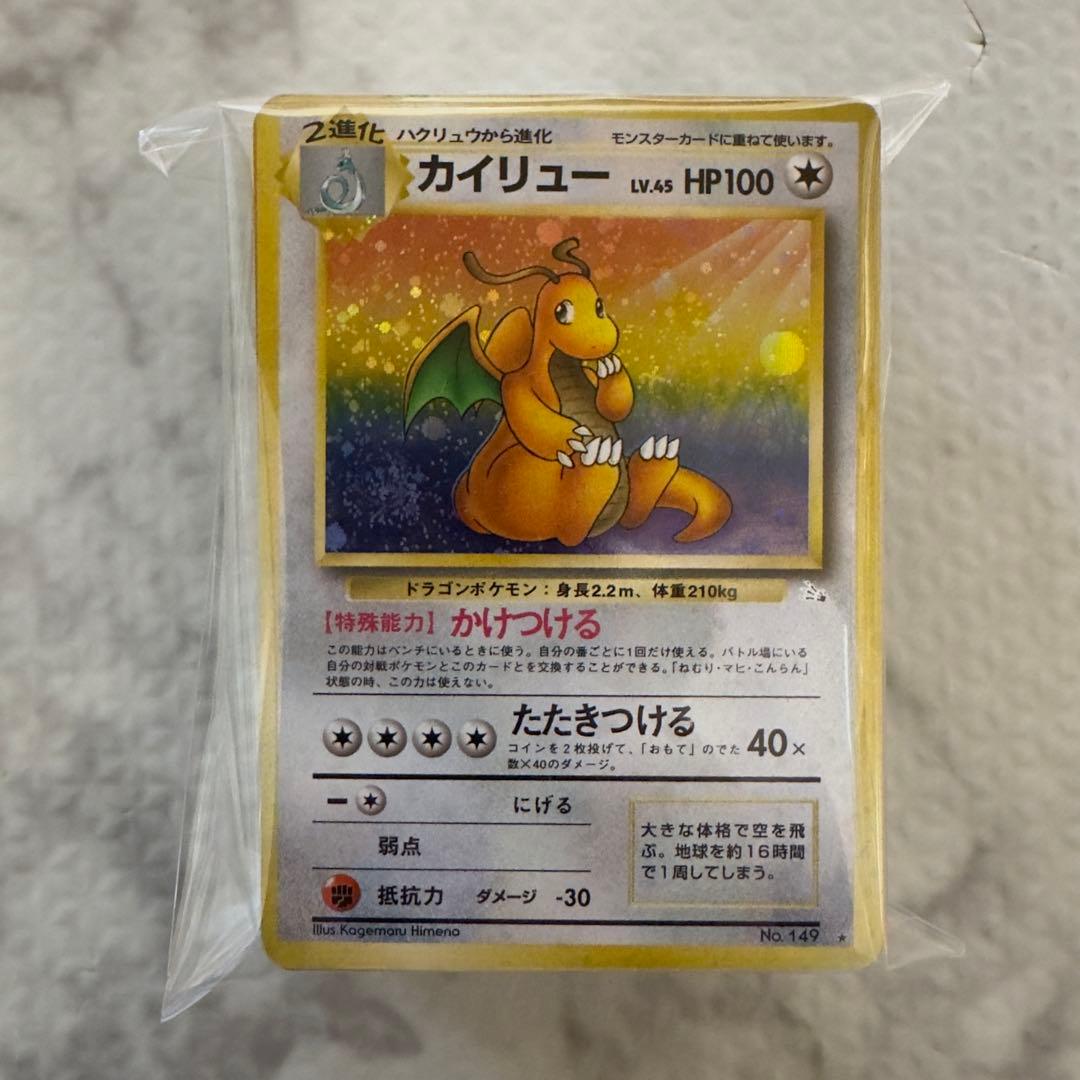 2進化 ハクリュウから進化 モンスターカードに重ねて使います。
カイリュー LV.45 HP100
ドラゴンポケモン：身長2.2m、体重210kg
【特殊能力】かけつける
この能力はベンチにいるときに使う。自分の番ごとに1回だけ使える。バトル場にいる
自分の対戦ポケモンとこのカードとを交換することができる。「ねむり・マヒ・こんらん」
状態の時、この力は使えない。
たたきつける 40×
コインを2枚投げて、「おもて」のでた
数×40のダメージ。
− にげる
弱点
抵抗力 ダメージ -30
大きな体格で空を飛
ぶ。地球を約16時間
で1周してしまう。
Illus. Kagemaru Himeno No. 149 ★